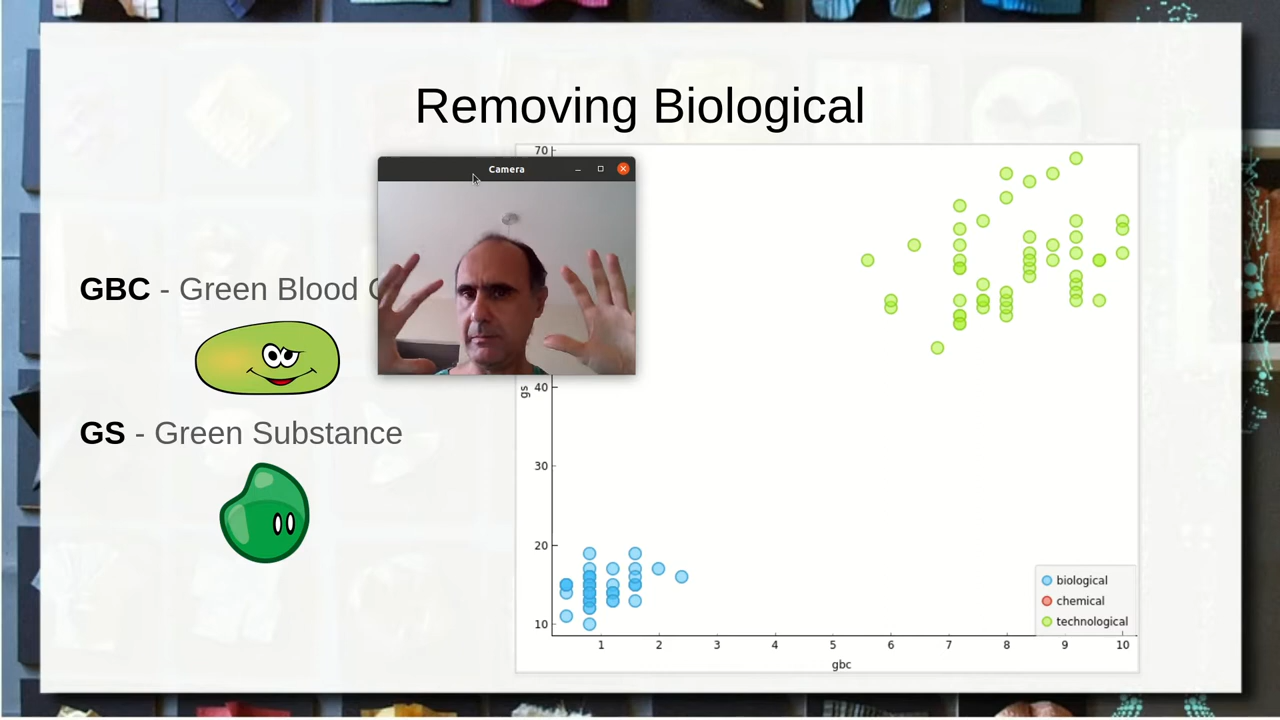 Removing Biological
Camera
GBC - Green Blood
GS - Green Substance
70
40
30
20
10
gs
1 2 3 4 5 6 7 8 9 10
gbc
biological
chemical
technological